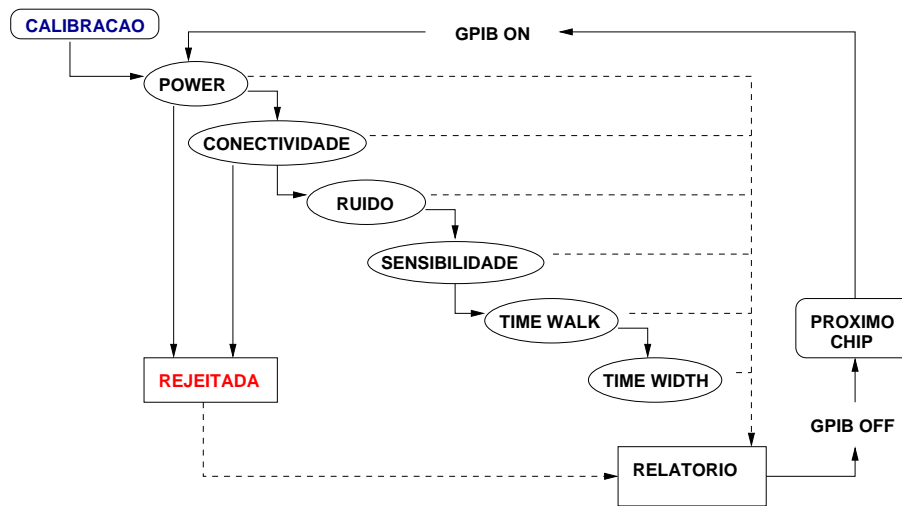 CALIBRACAO
GPIB ON
POWER
CONECTIVIDADE
RUIDO
SENSIBILIDADE
TIME WALK
PROXIMO
CHIP
REJEITADA
TIME WIDTH
GPIB OFF
RELATORIO